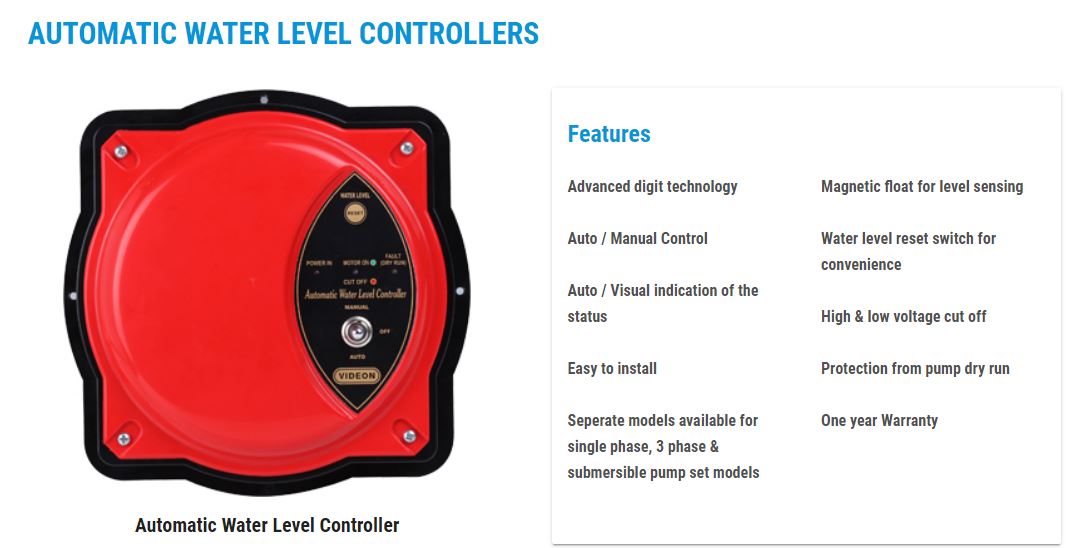 AUTOMATIC WATER LEVEL CONTROLLERS
WATER LEVEL
RESET
POWER IN
MOTOR ON
FAULT
(DRY RUN)
CUT OFF
Automatic Water Level Controller
MANUAL
OFF
AUTO
VIDEON
Automatic Water Level Controller
Features
Advanced digit technology
Auto / Manual Control
Auto / Visual indication of the
status
Easy to install
Seperate models available for
single phase, 3 phase &
submersible pump set models
Magnetic float for level sensing
Water level reset switch for
convenience
High & low voltage cut off
Protection from pump dry run
One year Warranty